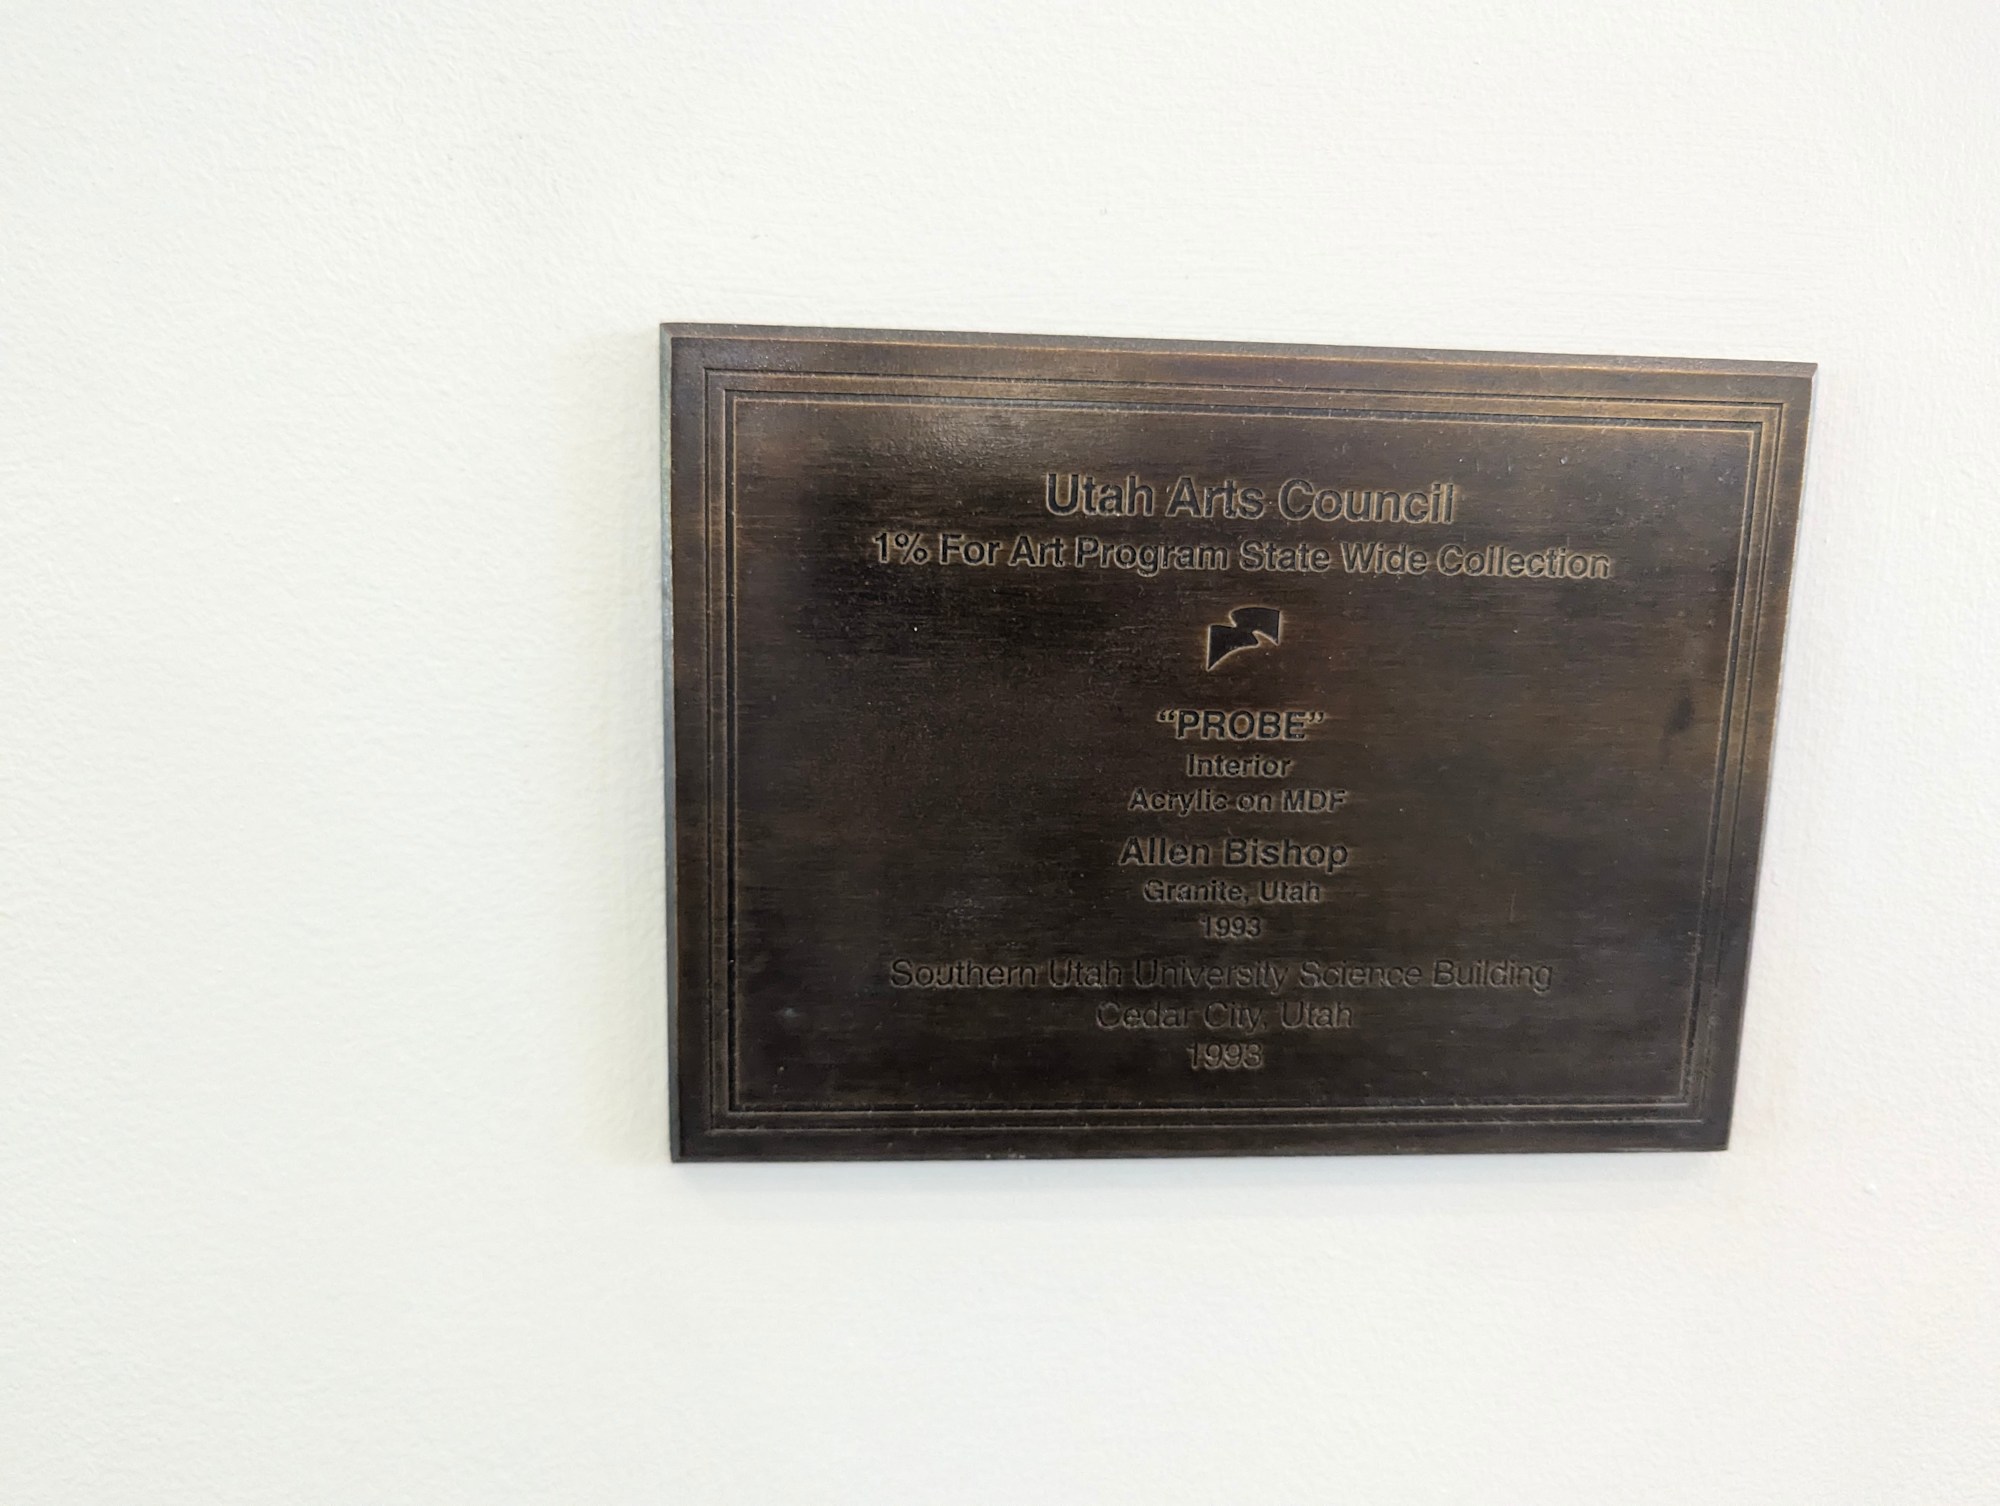 Utah Arts Council
1% For Art Program State Wide Collection
“PROBE”
Interior
Acrylic on MDF
Allen Bishop
Granite, Utah
1993
Southern Utah University Science Building
Cedar City, Utah
1993